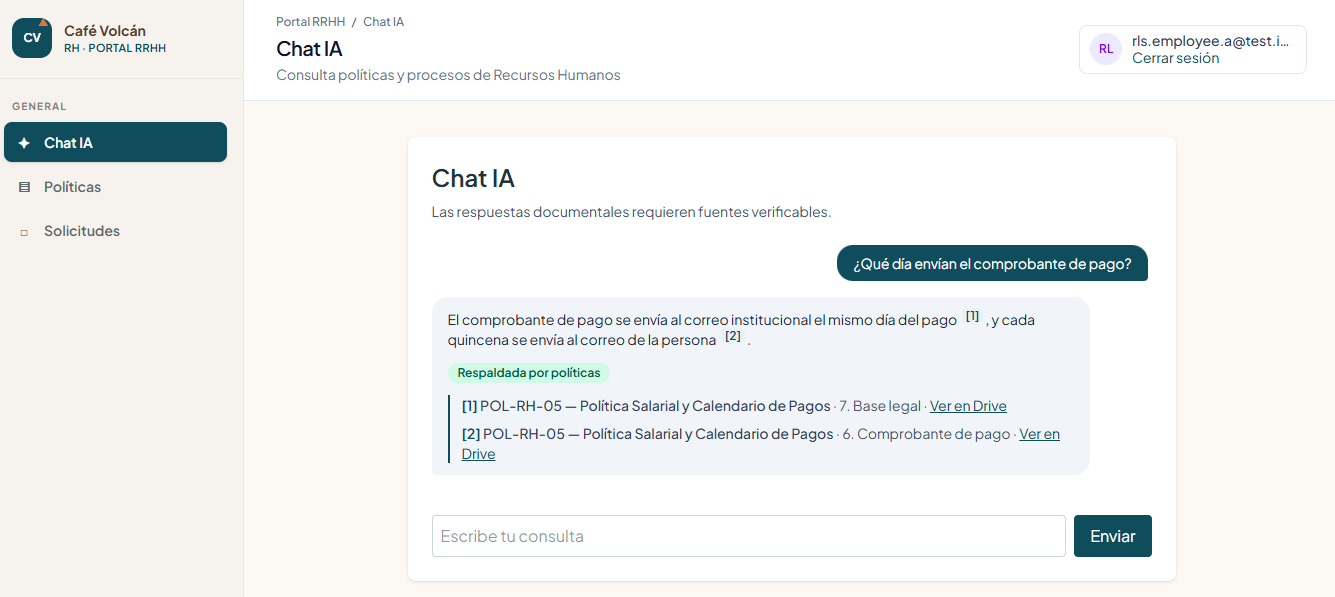 CV
Café Volcán
RH · PORTAL RRHH
GENERAL
Chat IA
Políticas
Solicitudes
Portal RRHH / Chat IA
Chat IA
Consulta políticas y procesos de Recursos Humanos
RL
rls.employee.a@test.i...
Cerrar sesión
Chat IA
Las respuestas documentales requieren fuentes verificables.
¿Qué día envían el comprobante de pago?
El comprobante de pago se envía al correo institucional el mismo día del pago [1] , y cada
quincena se envía al correo de la persona [2] .
Respaldada por políticas
[1] POL-RH-05 — Política Salarial y Calendario de Pagos · 7. Base legal · Ver en Drive
[2] POL-RH-05 — Política Salarial y Calendario de Pagos · 6. Comprobante de pago · Ver en
Drive
Escribe tu consulta
Enviar